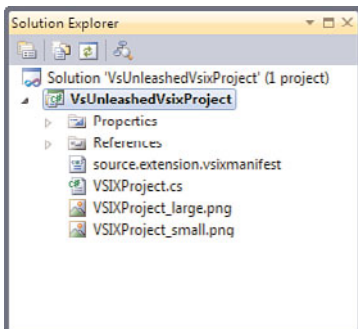 Solution Explorer
Solution 'VsUnleashedVsixProject' (1 project)
VsUnleashedVsixProject
Properties
References
source.extension.vsixmanifest
VSIXProject.cs
VSIXProject_large.png
VSIXProject_small.png